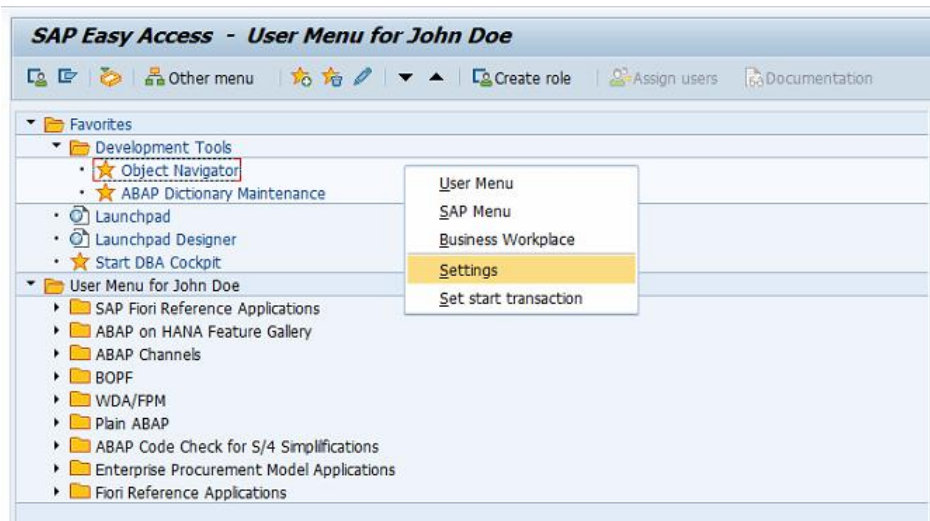 SAP Easy Access - User Menu for John Doe
Other menu Create role Assign users Documentation
Favorites
Development Tools
Object Navigator
ABAP Dictionary Maintenance
Launchpad
Launchpad Designer
Start DBA Cockpit
User Menu for John Doe
SAP Fiori Reference Applications
ABAP on HANA Feature Gallery
ABAP Channels
BOPF
WDA/FPM
Plain ABAP
ABAP Code Check for S/4 Simplifications
Enterprise Procurement Model Applications
Fiori Reference Applications
User Menu
SAP Menu
Business Workplace
Settings
Set start transaction